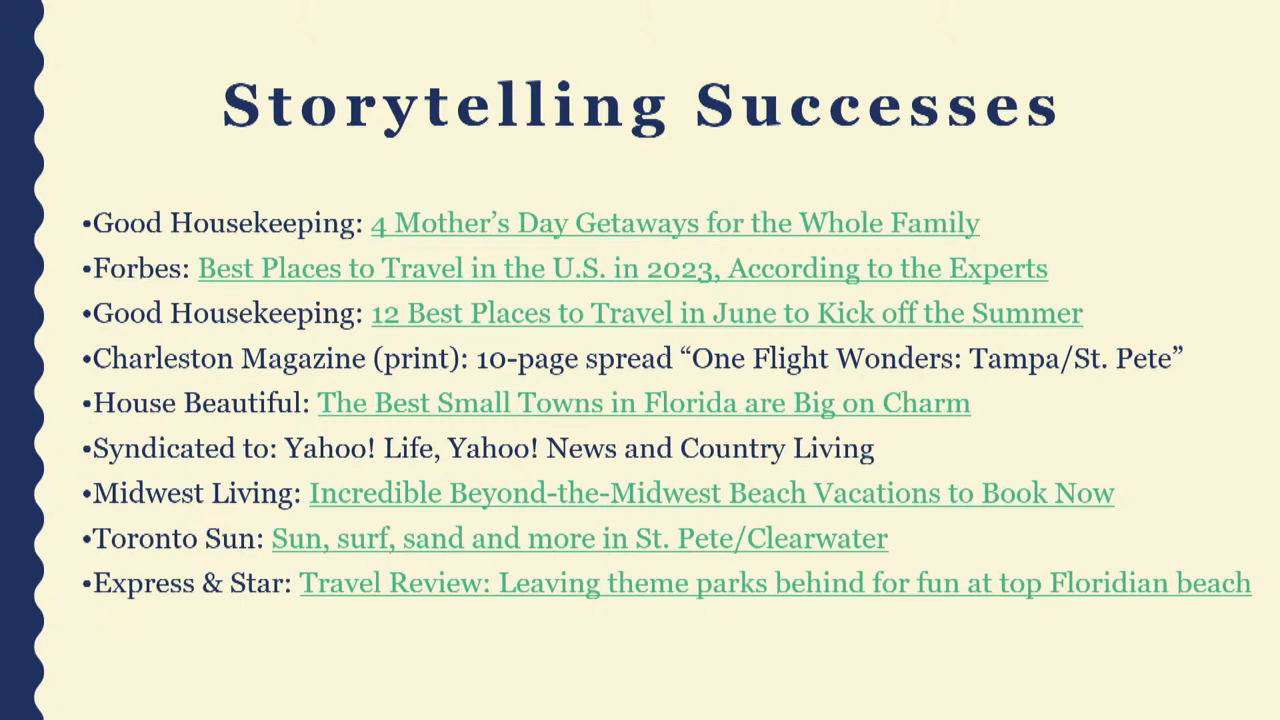 Storytelling Successes
•Good Housekeeping: 4 Mother’s Day Getaways for the Whole Family
•Forbes: Best Places to Travel in the U.S. in 2023, According to the Experts
•Good Housekeeping: 12 Best Places to Travel in June to Kick off the Summer
•Charleston Magazine (print): 10-page spread “One Flight Wonders: Tampa/St. Pete”
•House Beautiful: The Best Small Towns in Florida are Big on Charm
•Syndicated to: Yahoo! Life, Yahoo! News and Country Living
•Midwest Living: Incredible Beyond-the-Midwest Beach Vacations to Book Now
•Toronto Sun: Sun, surf, sand and more in St. Pete/Clearwater
•Express & Star: Travel Review: Leaving theme parks behind for fun at top Floridian beach